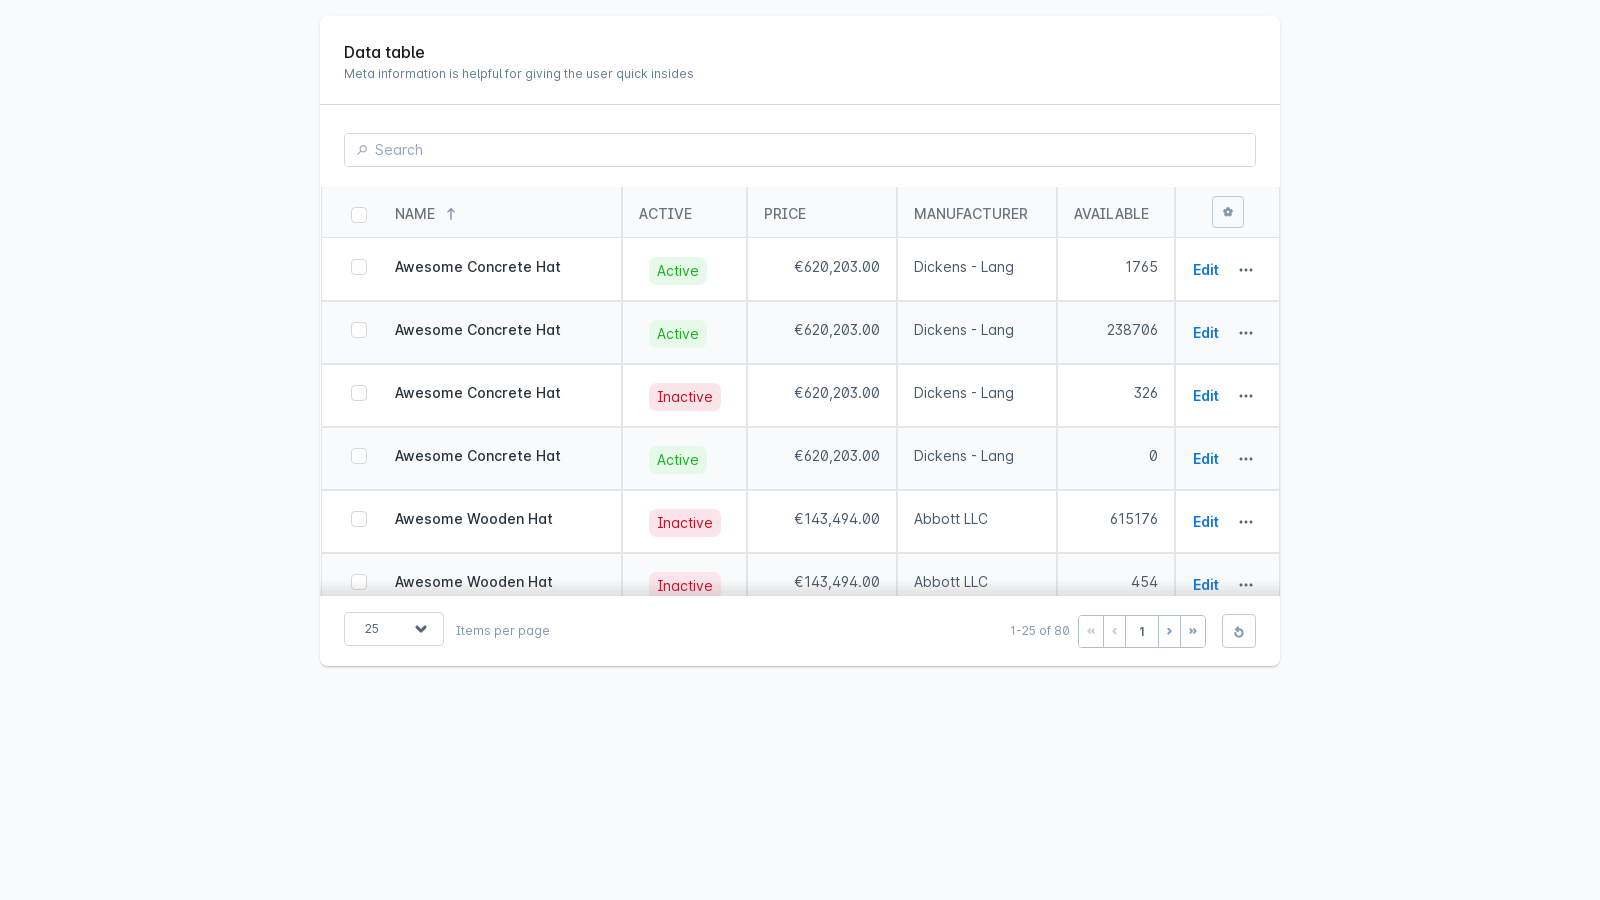 Data table
Meta information is helpful for giving the user quick insides
Search
NAME ACTIVE PRICE MANUFACTURER AVAILABLE
Awesome Concrete Hat Active €620,203.00 Dickens - Lang 1765 Edit
Awesome Concrete Hat Active €620,203.00 Dickens - Lang 238706 Edit
Awesome Concrete Hat Inactive €620,203.00 Dickens - Lang 326 Edit
Awesome Concrete Hat Active €620,203.00 Dickens - Lang 0 Edit
Awesome Wooden Hat Inactive €143,494.00 Abbott LLC 615176 Edit
Awesome Wooden Hat Inactive €143,494.00 Abbott LLC 454 Edit
25 Items per page 1-25 of 80 « ‹ 1 › »